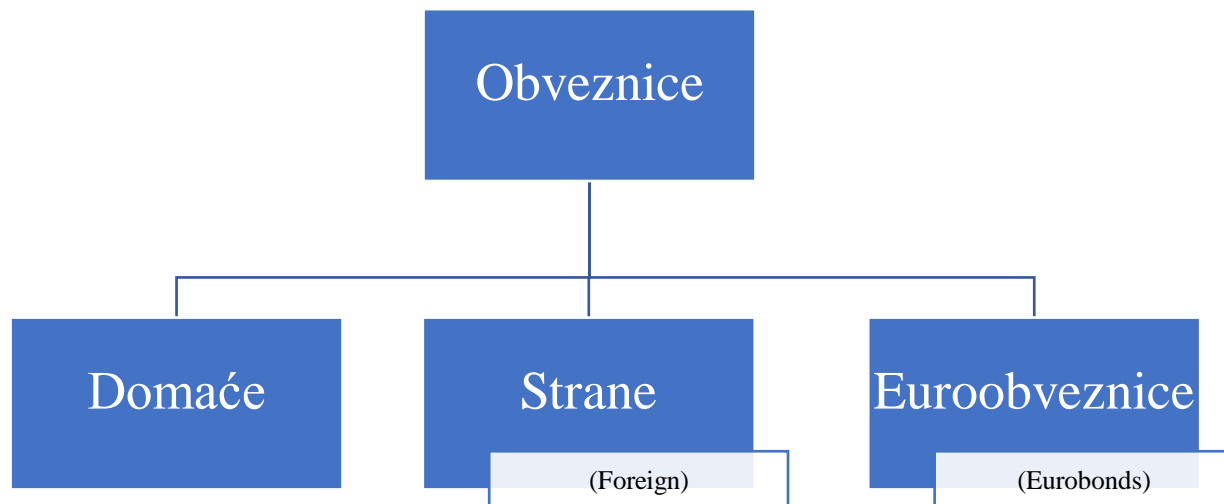 Obveznice
Domaće
Strane
Euroobveznice
(Foreign)
(Eurobonds)